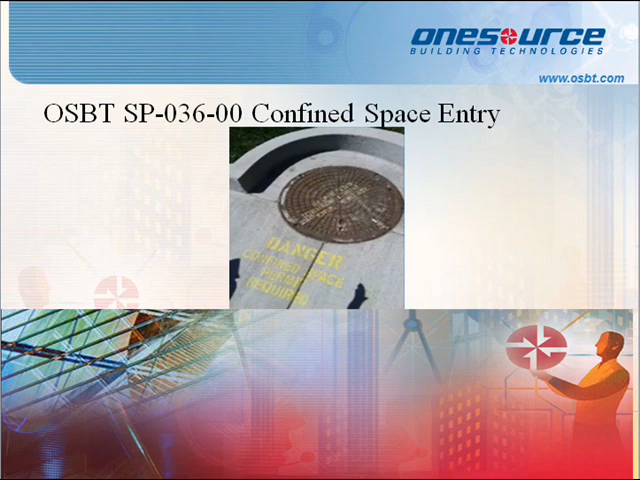 ONESOURCE
BUILDING TECHNOLOGIES
www.osbt.com
OSBT SP-036-00 Confined Space Entry
DANGER
CONFINED SPACE
PERMIT
REQUIRED